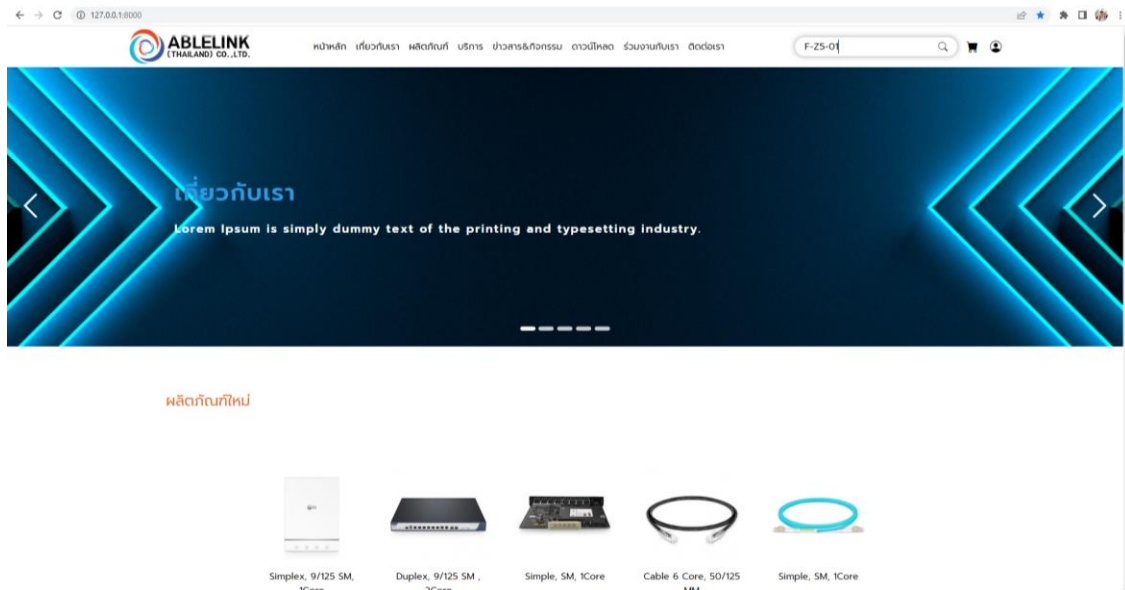 127.0.0.1:8000
ABLELINK
(THAILAND) CO.,LTD.
หน้าหลัก เกี่ยวกับเรา ผลิตภัณฑ์ บริการ ข่าวสาร&กิจกรรม ดาวน์โหลด ร่วมงานกับเรา ติดต่อเรา
F-Z5-01
เกี่ยวกับเรา
Lorem Ipsum is simply dummy text of the printing and typesetting industry.
ผลิตภัณฑ์ใหม่
Simplex, 9/125 SM,
1Core
Duplex, 9/125 SM ,
2Core
Simple, SM, 1Core
Cable 6 Core, 50/125
MM
Simple, SM, 1Core